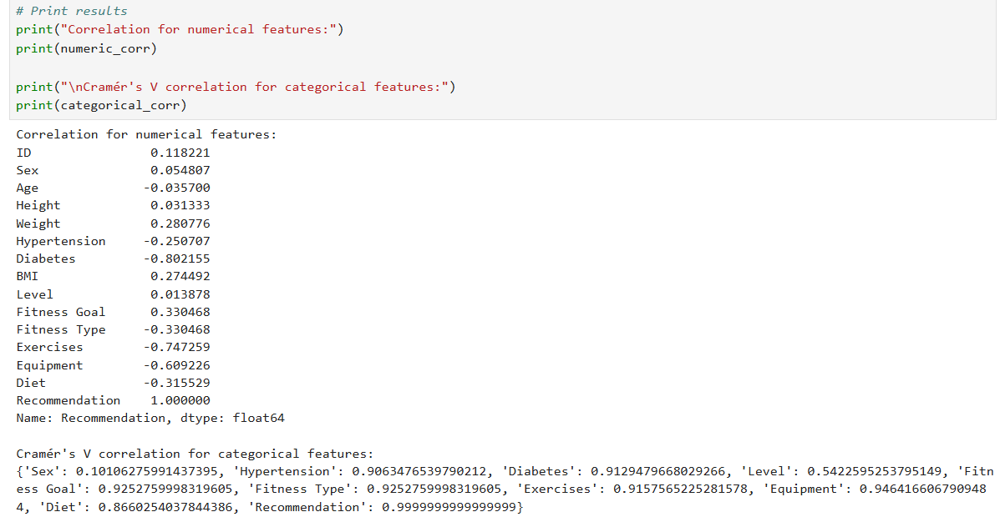 # Print results
print("Correlation for numerical features:")
print(numeric_corr)
print("\nCramér's V correlation for categorical features:")
print(categorical_corr)
Correlation for numerical features:
ID                0.118221
Sex               0.054807
Age              -0.035700
Height            0.031333
Weight            0.280776
Hypertension     -0.250707
Diabetes         -0.802155
BMI               0.274492
Level             0.013878
Fitness Goal      0.330468
Fitness Type     -0.330468
Exercises        -0.747259
Equipment        -0.609226
Diet             -0.315529
Recommendation    1.000000
Name: Recommendation, dtype: float64
Cramér's V correlation for categorical features:
{'Sex': 0.10106275991437395, 'Hypertension': 0.9063476539790212, 'Diabetes': 0.9129479668029266, 'Level': 0.5422595253795149, 'Fitn
ess Goal': 0.9252759998319605, 'Fitness Type': 0.9252759998319605, 'Exercises': 0.9157566225281578, 'Equipment': 0.946416606790948
4, 'Diet': 0.8660254037844386, 'Recommendation': 0.9999999999999999}